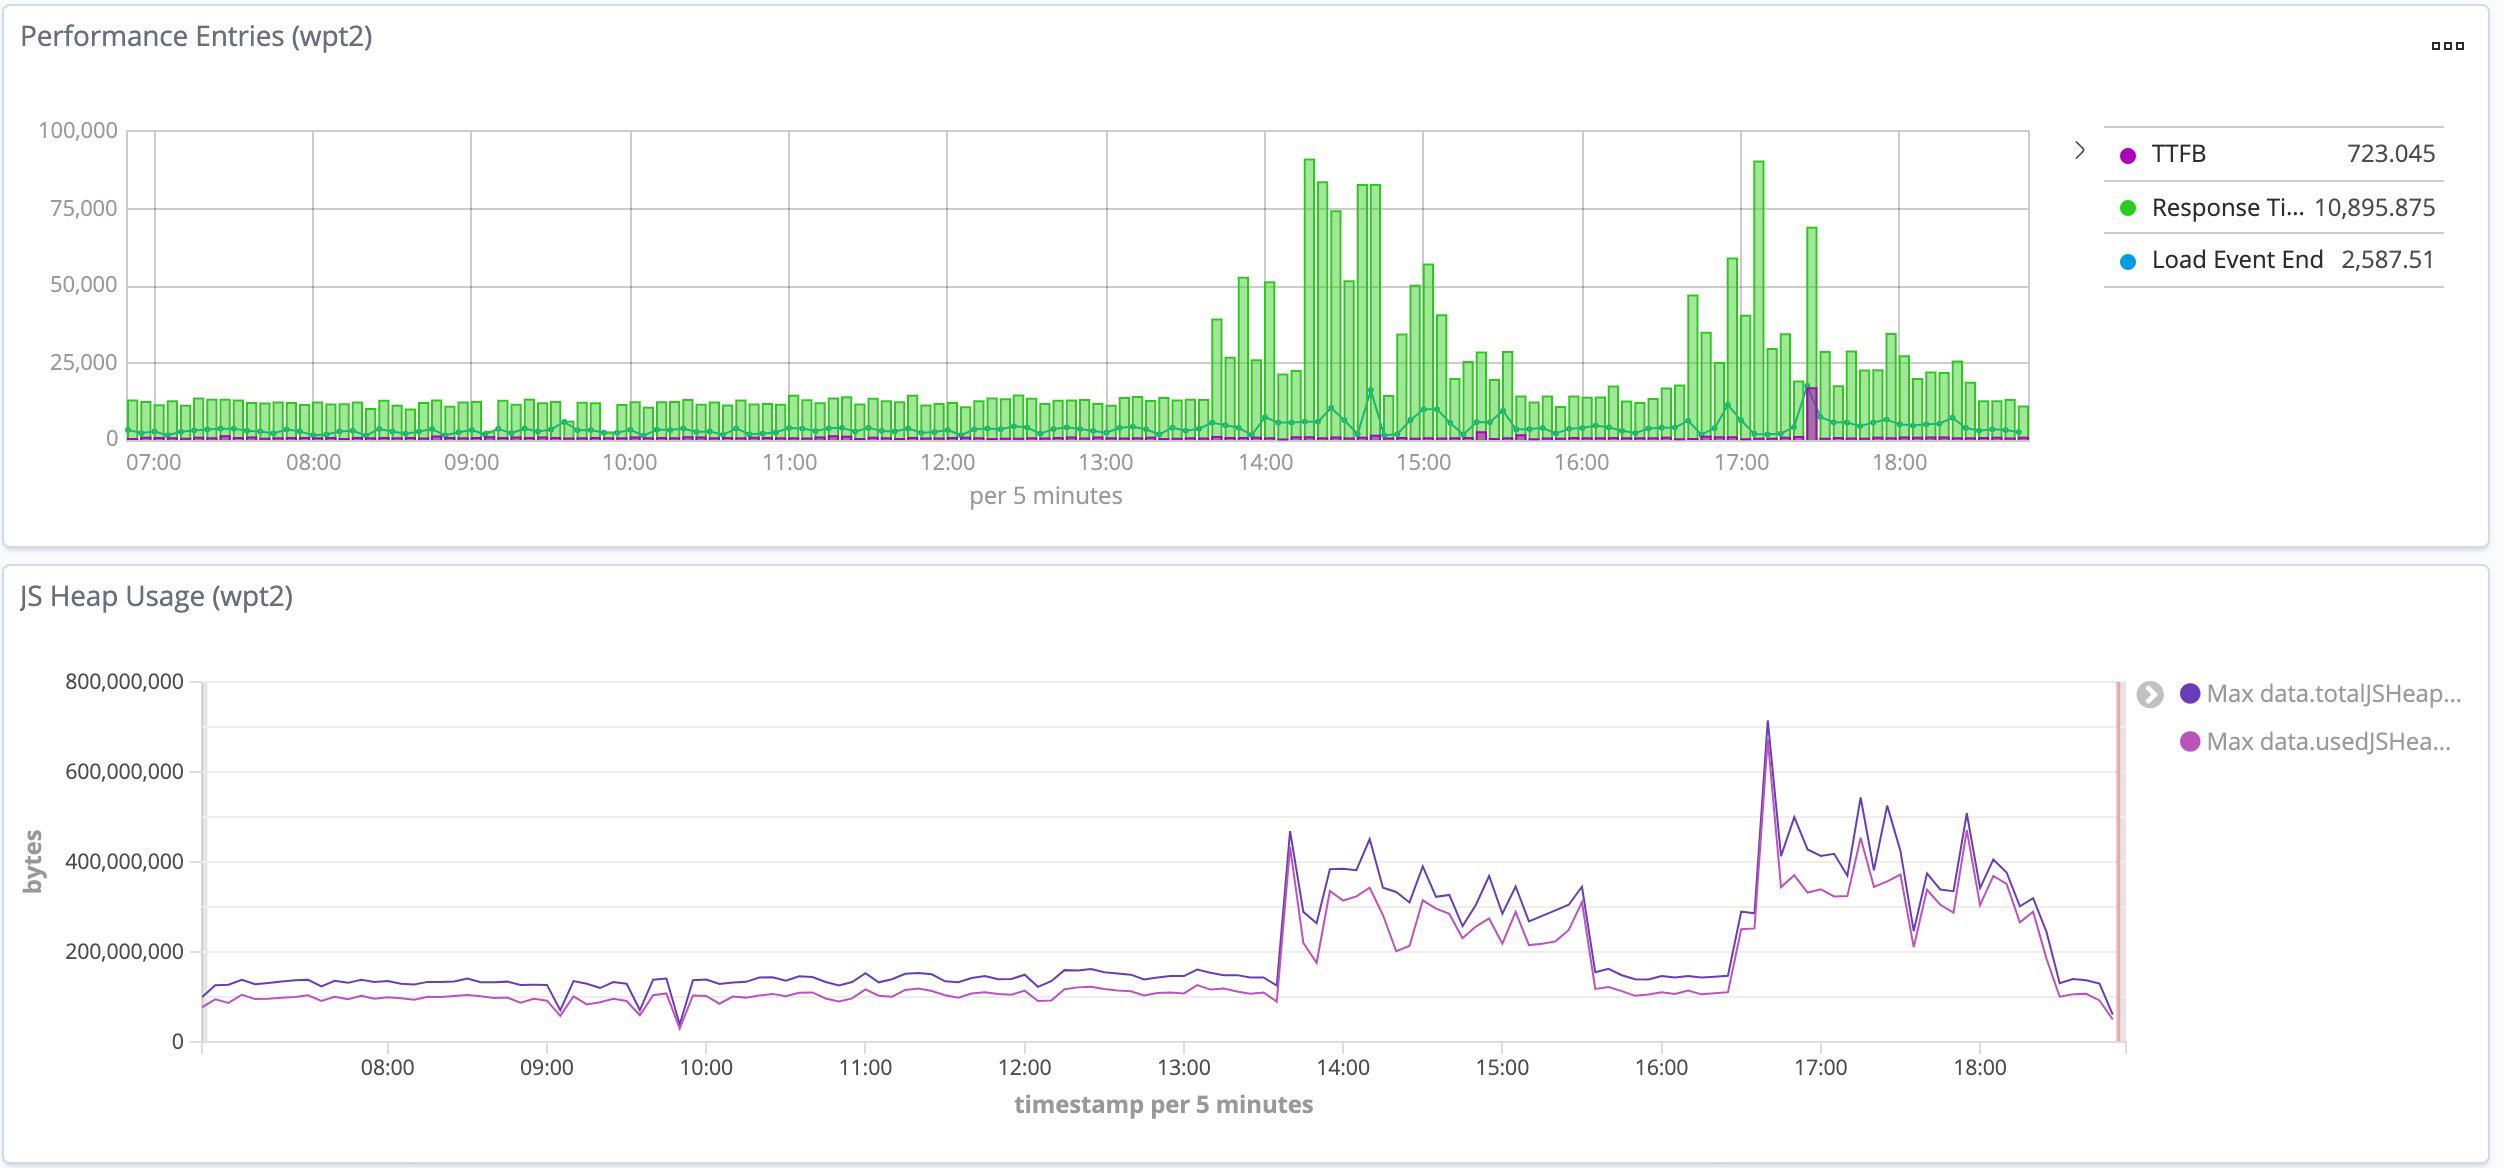 Performance Entries (wpt2)
100,000
75,000
50,000
25,000
0
07:00 08:00 09:00 10:00 11:00 12:00 13:00 14:00 15:00 16:00 17:00 18:00
per 5 minutes
TTFB 723.045
Response Ti... 10,895.875
Load Event End 2,587.51
JS Heap Usage (wpt2)
800,000,000
600,000,000
400,000,000
200,000,000
0
bytes
08:00 09:00 10:00 11:00 12:00 13:00 14:00 15:00 16:00 17:00 18:00
timestamp per 5 minutes
Max data.totalJSHeap...
Max data.usedJSHea...